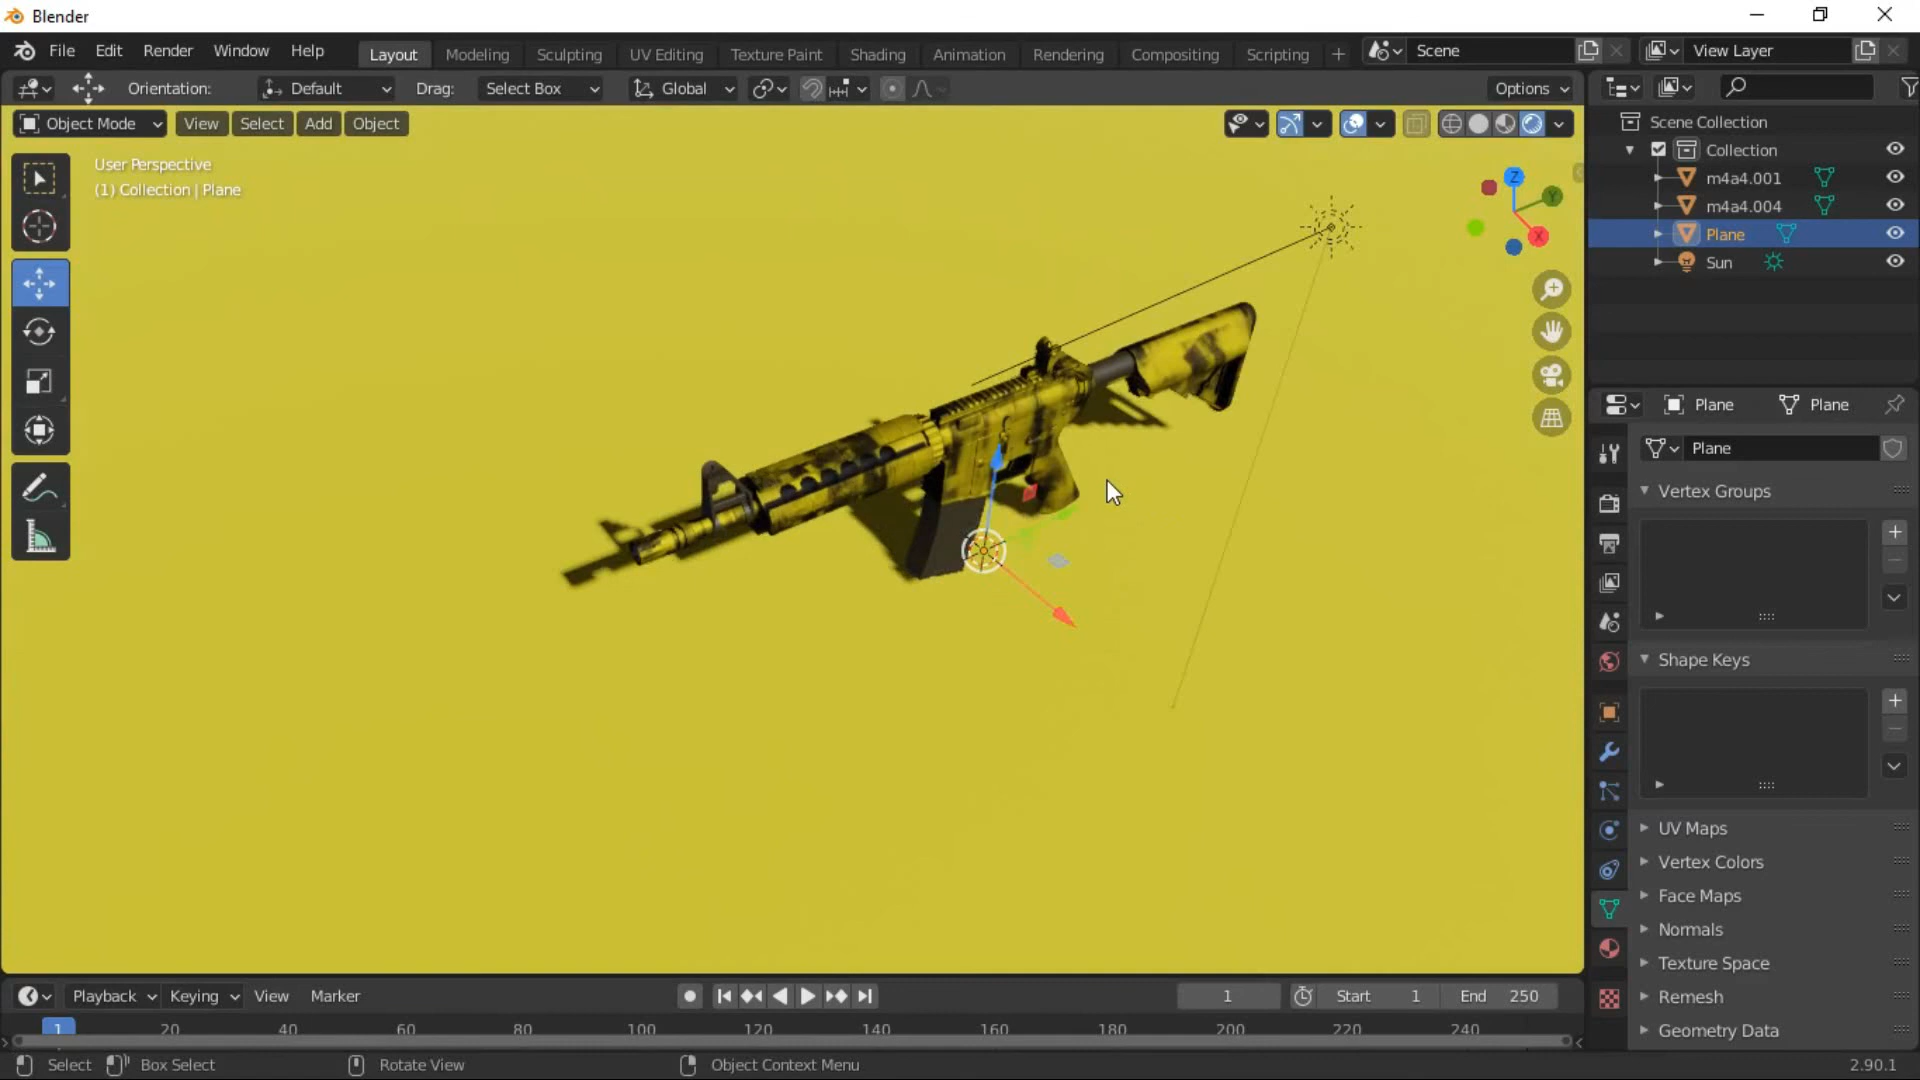 Blender
File Edit Render Window Help Layout Modeling Sculpting UV Editing Texture Paint Shading Animation Rendering Compositing Scripting + Scene View Layer
Orientation: Default Drag: Select Box Global Options
Object Mode View Select Add Object
User Perspective
(1) Collection | Plane
Z
Y
X
Scene Collection
Collection
m4a4.001
m4a4.004
Plane
Sun
Plane Plane
Plane
Vertex Groups
Shape Keys
UV Maps
Vertex Colors
Face Maps
Normals
Texture Space
Remesh
Geometry Data
Playback Keying View Marker 1 Start 1 End 250
1 20 40 60 80 100 120 140 160 180 200 220 240
Select Box Select Rotate View Object Context Menu 2.90.1